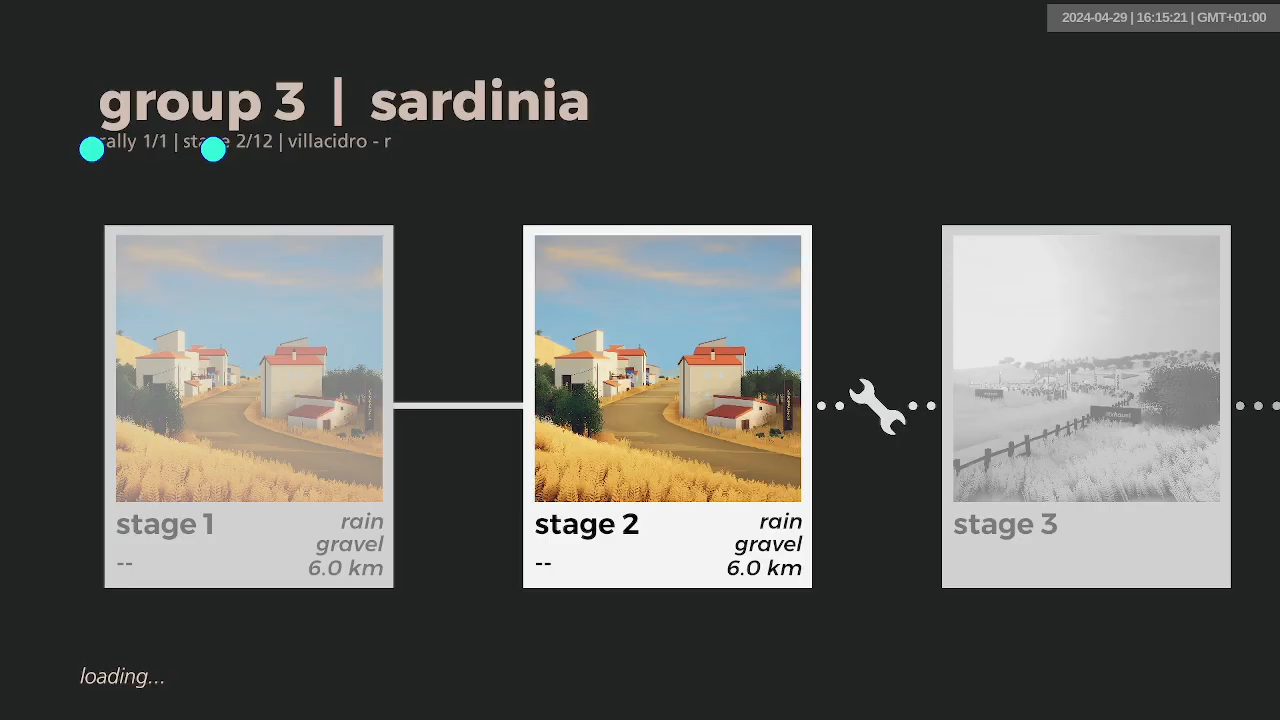 2024-04-29 | 16:15:21 | GMT+01:00
group 3 | sardinia
rally 1/1 | stage 2/12 | villacidro - r
stage 1
rain
gravel
--
6.0 km
stage 2
rain
gravel
--
6.0 km
stage 3
loading...